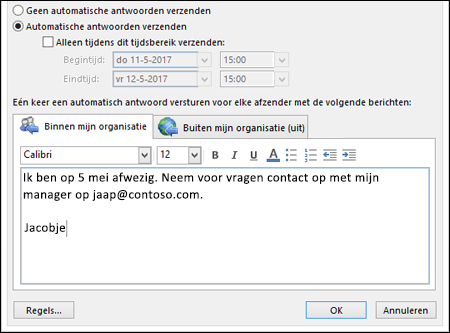 Geen automatische antwoorden verzenden
Automatische antwoorden verzenden
Alleen tijdens dit tijdsbereik verzenden:
Begintijd: do 11-5-2017 15:00
Eindtijd: vr 12-5-2017 15:00
Eén keer een automatisch antwoord versturen voor elke afzender met de volgende berichten:
Binnen mijn organisatie Buiten mijn organisatie (uit)
Calibri 12 B I U A
Ik ben op 5 mei afwezig. Neem voor vragen contact op met mijn
manager op jaap@contoso.com.
Jacobje
Regels... OK Annuleren